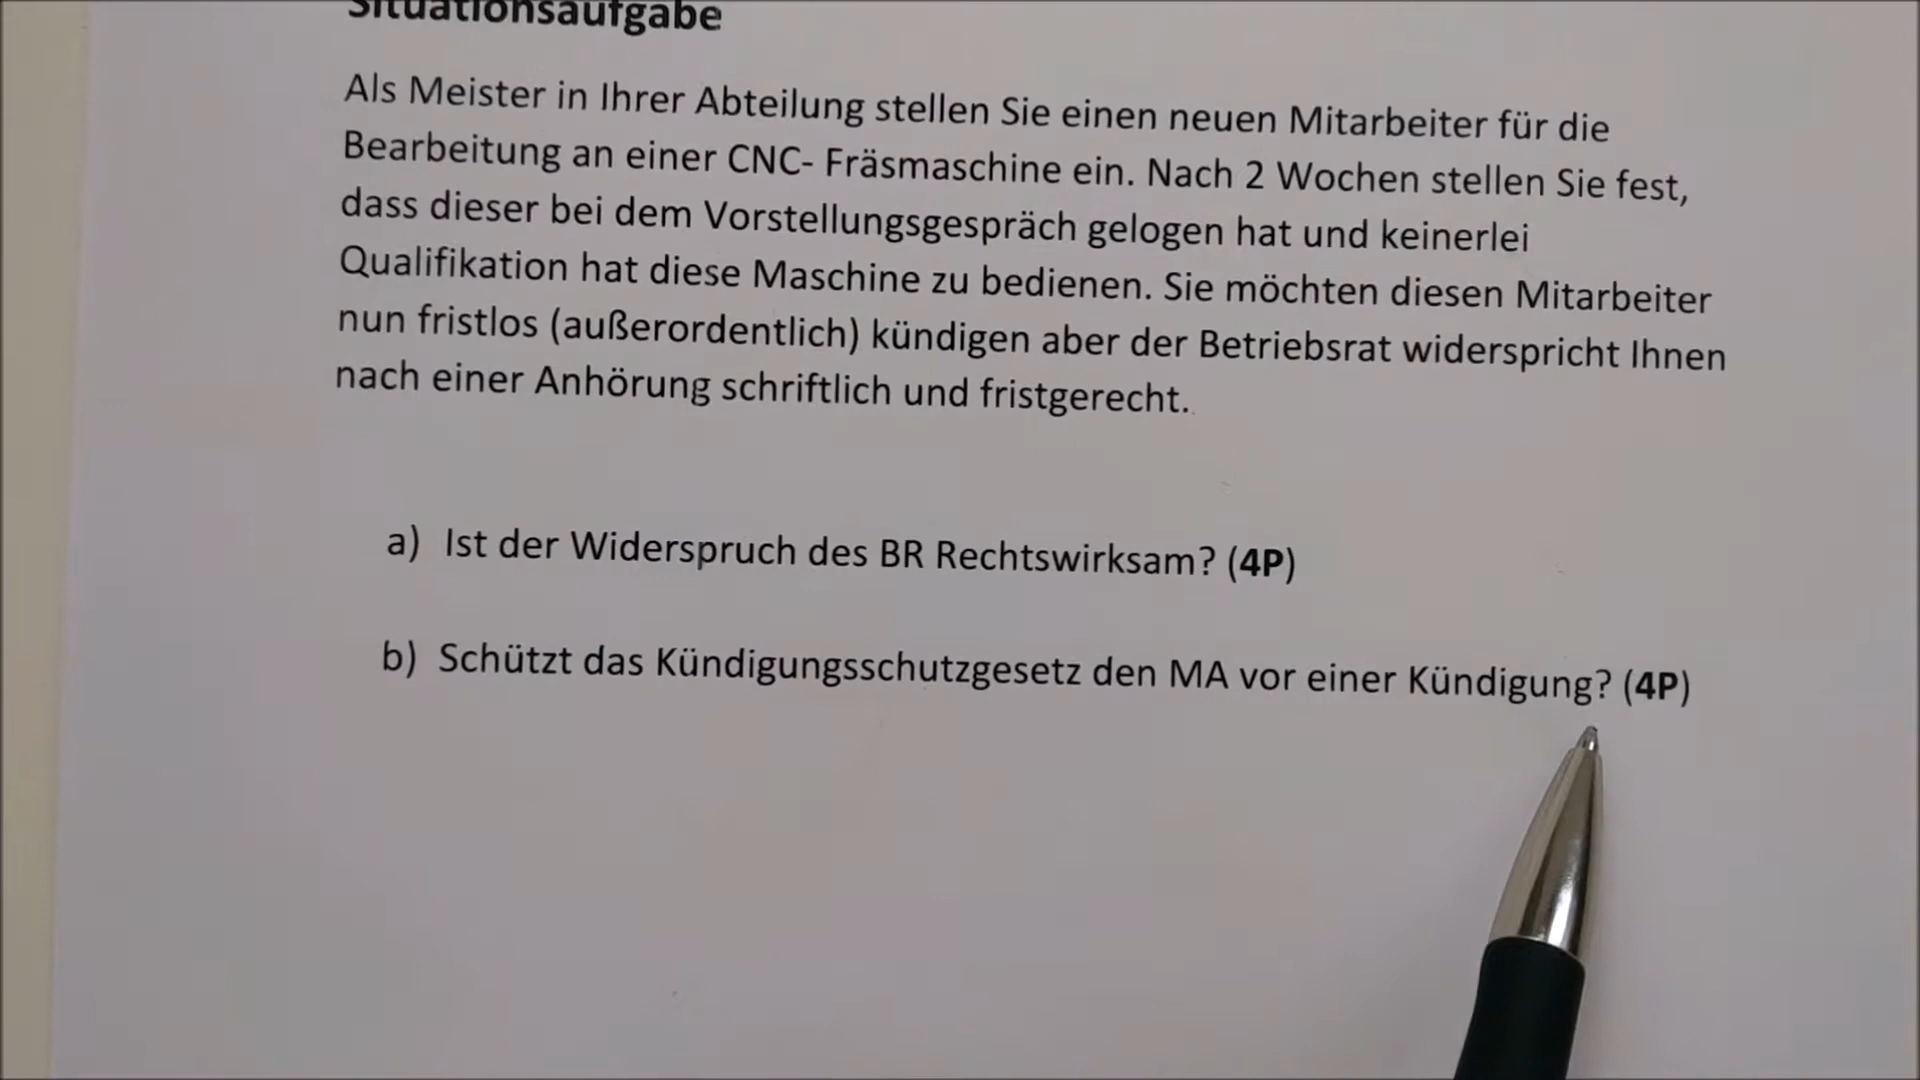 Situationsaufgabe
Als Meister in Ihrer Abteilung stellen Sie einen neuen Mitarbeiter für die
Bearbeitung an einer CNC- Fräsmaschine ein. Nach 2 Wochen stellen Sie fest,
dass dieser bei dem Vorstellungsgespräch gelogen hat und keinerlei
Qualifikation hat diese Maschine zu bedienen. Sie möchten diesen Mitarbeiter
nun fristlos (außerordentlich) kündigen aber der Betriebsrat widerspricht Ihnen
nach einer Anhörung schriftlich und fristgerecht.
a) Ist der Widerspruch des BR Rechtswirksam? (4P)
b) Schützt das Kündigungsschutzgesetz den MA vor einer Kündigung? (4P)